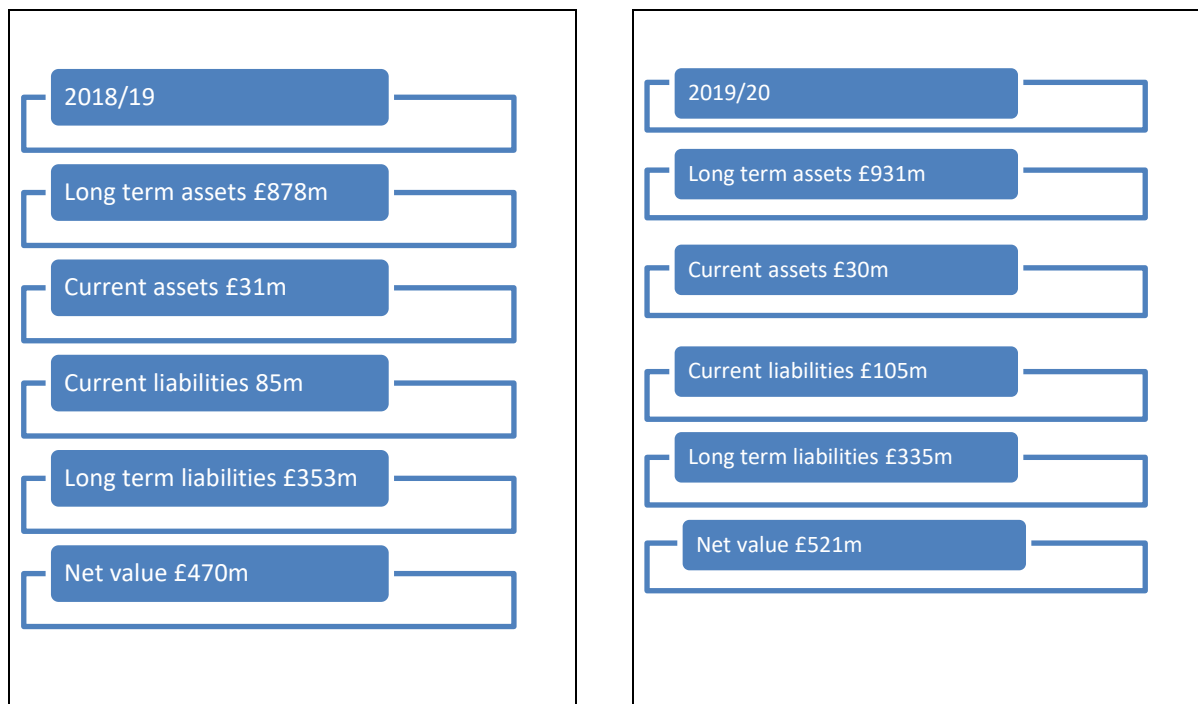 2018/19
Long term assets £878m
Current assets £31m
Current liabilities 85m
Long term liabilities £353m
Net value £470m
2019/20
Long term assets £931m
Current assets £30m
Current liabilities £105m
Long term liabilities £335m
Net value £521m